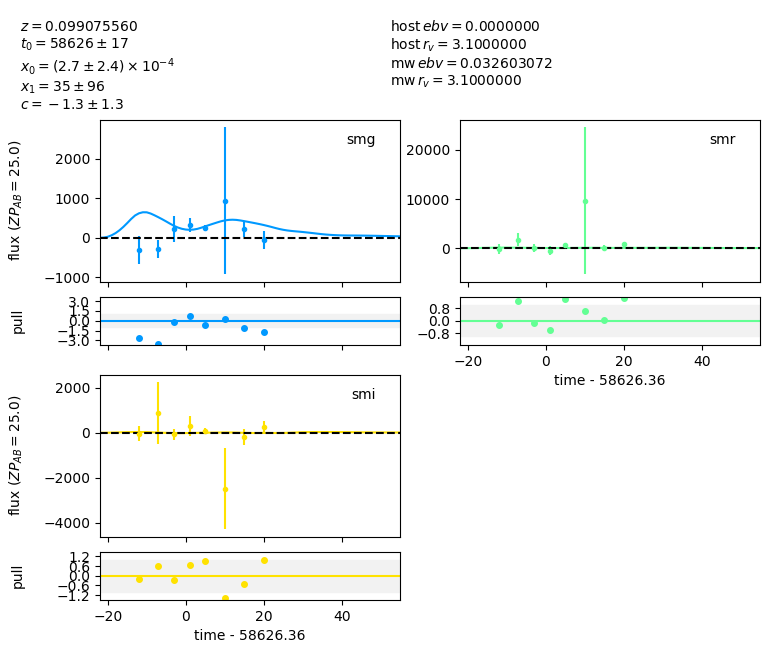 z = 0.099075560
t₀ = 58626 ± 17
x₀ = (2.7 ± 2.4) × 10⁻⁴
x₁ = 35 ± 96
c = −1.3 ± 1.3
host ebv = 0.0000000
host r_v = 3.1000000
mw ebv = 0.032603072
mw r_v = 3.1000000
smg
flux (ZP_AB = 25.0)
2000
1000
0
−1000
smr
20000
10000
0
pull
3.0
1.5
0.0
−1.5
−3.0
0.8
0.0
−0.8
−20 0 20 40
time - 58626.36
smi
flux (ZP_AB = 25.0)
2000
0
−2000
−4000
pull
1.2
0.6
0.0
−0.6
−1.2
−20 0 20 40
time - 58626.36